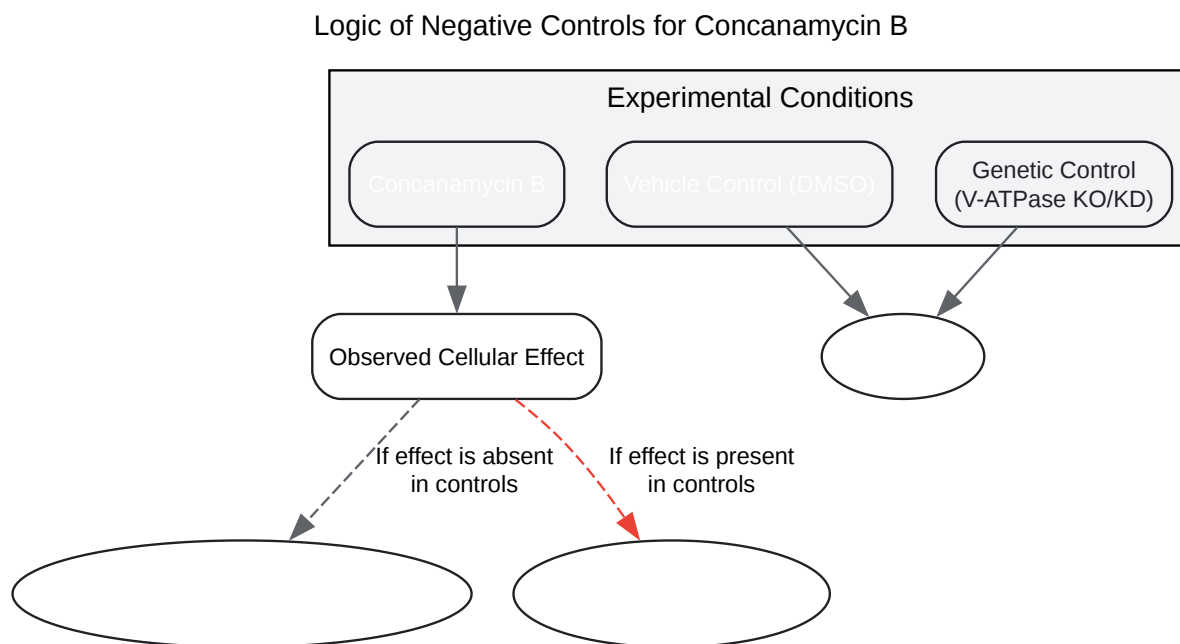 Logic of Negative Controls for Concanamycin B
Experimental Conditions
Concanamycin B
Vehicle Control (DMSO)
Genetic Control
(V-ATPase KO/KD)
Observed Cellular Effect
If effect is absent
in controls
If effect is present
in controls